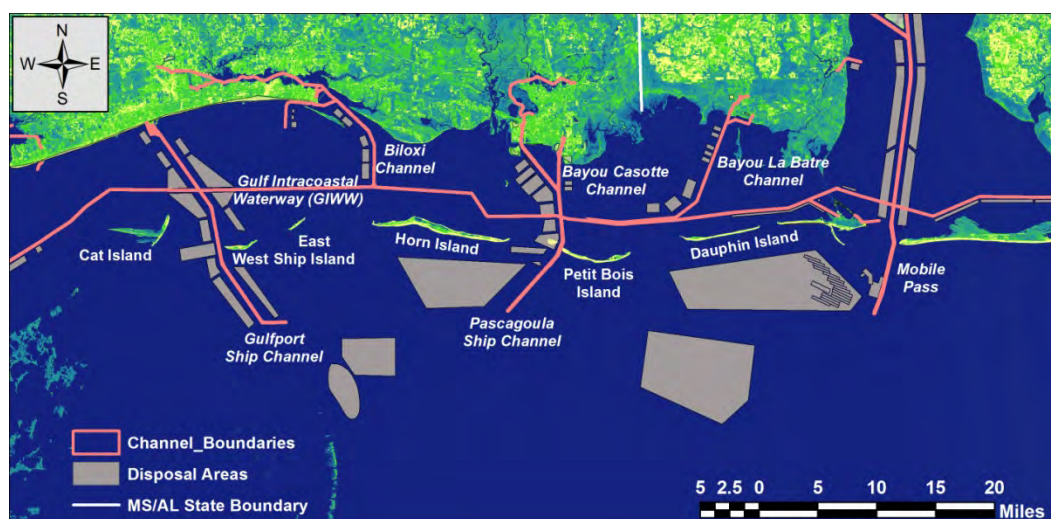 N
W E
S
Biloxi
Channel
Bayou Casotte
Channel
Bayou La Batre
Channel
Gulf Intracoastal
Waterway (GIWW)
Cat Island
East
West Ship Island
Horn Island
Petit Bois
Island
Dauphin Island
Mobile
Pass
Gulfport
Ship Channel
Pascagoula
Ship Channel
Channel_Boundaries
Disposal Areas
MS/AL State Boundary
5 2.5 0 5 10 15 20
Miles